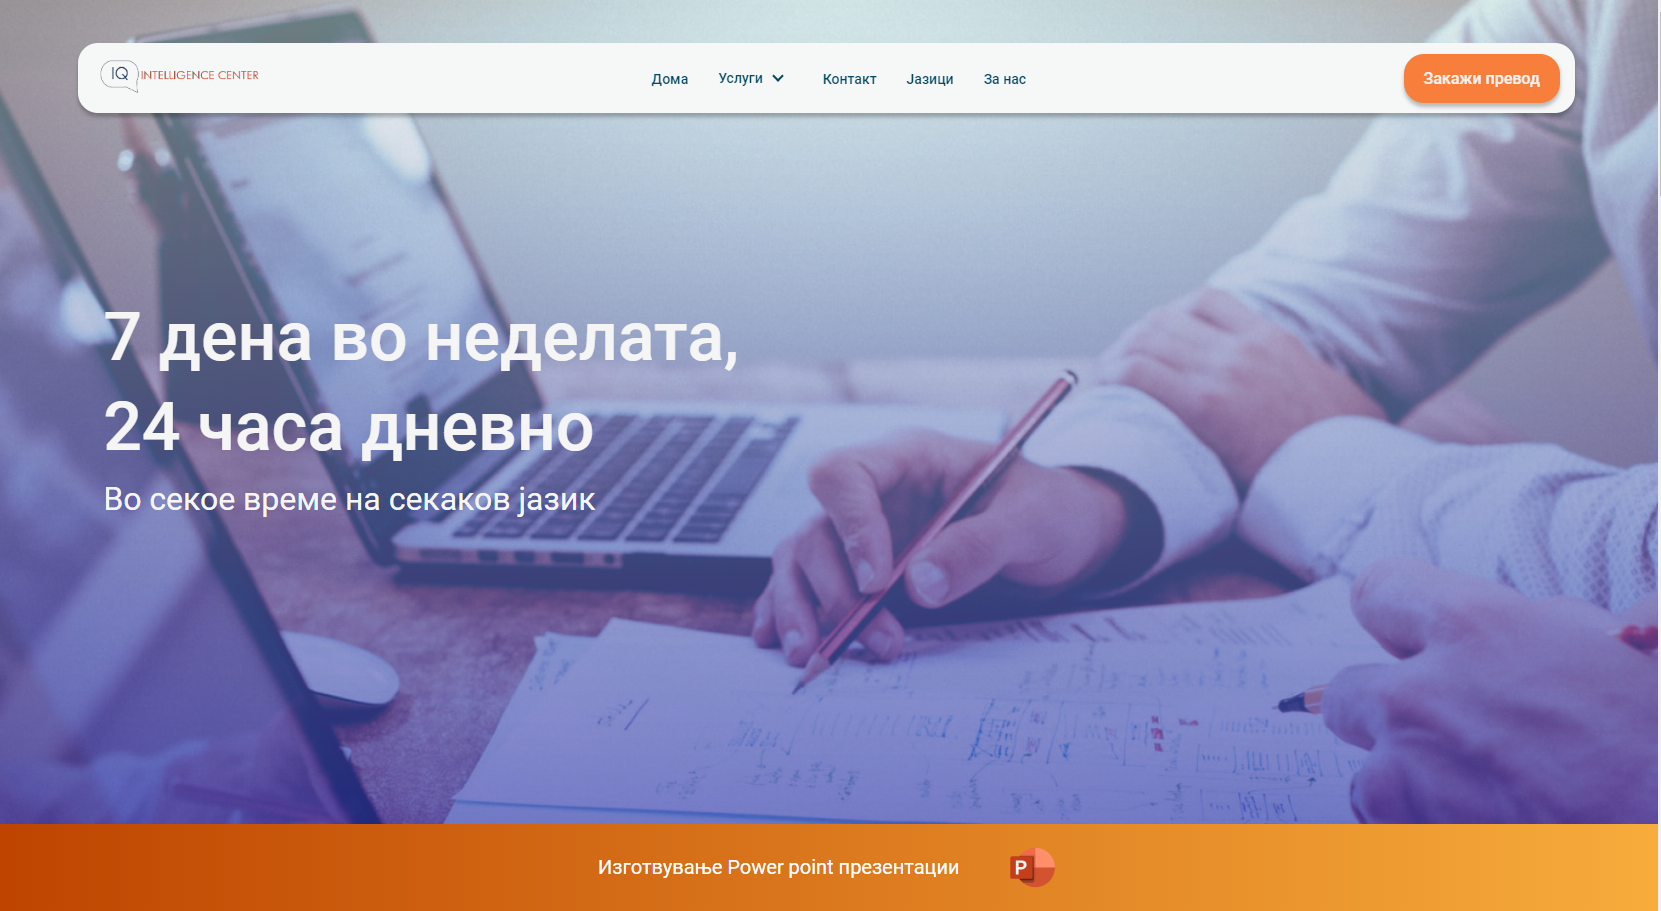 IQ INTELLIGENCE CENTER
Дома
Услуги
Контакт
Јазици
За нас
Закажи превод
7 дена во неделата,
24 часа дневно
Во секое време на секаков јазик
Изготвување Power point презентации
P